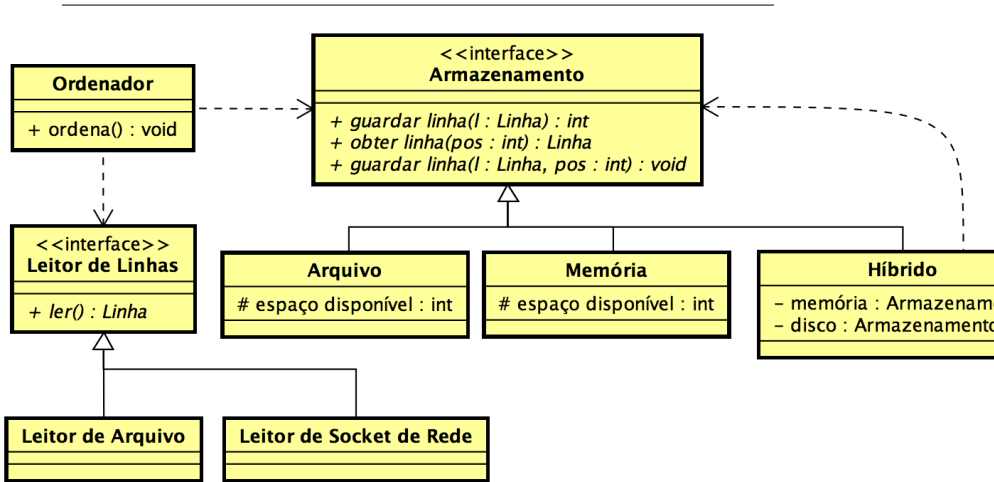 Ordenador
+ ordena() : void
<<interface>>
Armazenamento
+ guardar linha(l : Linha) : int
+ obter linha(pos : int) : Linha
+ guardar linha(l : Linha, pos : int) : void
<<interface>>
Leitor de Linhas
+ ler() : Linha
Arquivo
# espaço disponível : int
Memória
# espaço disponível : int
Híbrido
– memória : Armazenam
– disco : Armazenamento
Leitor de Arquivo
Leitor de Socket de Rede